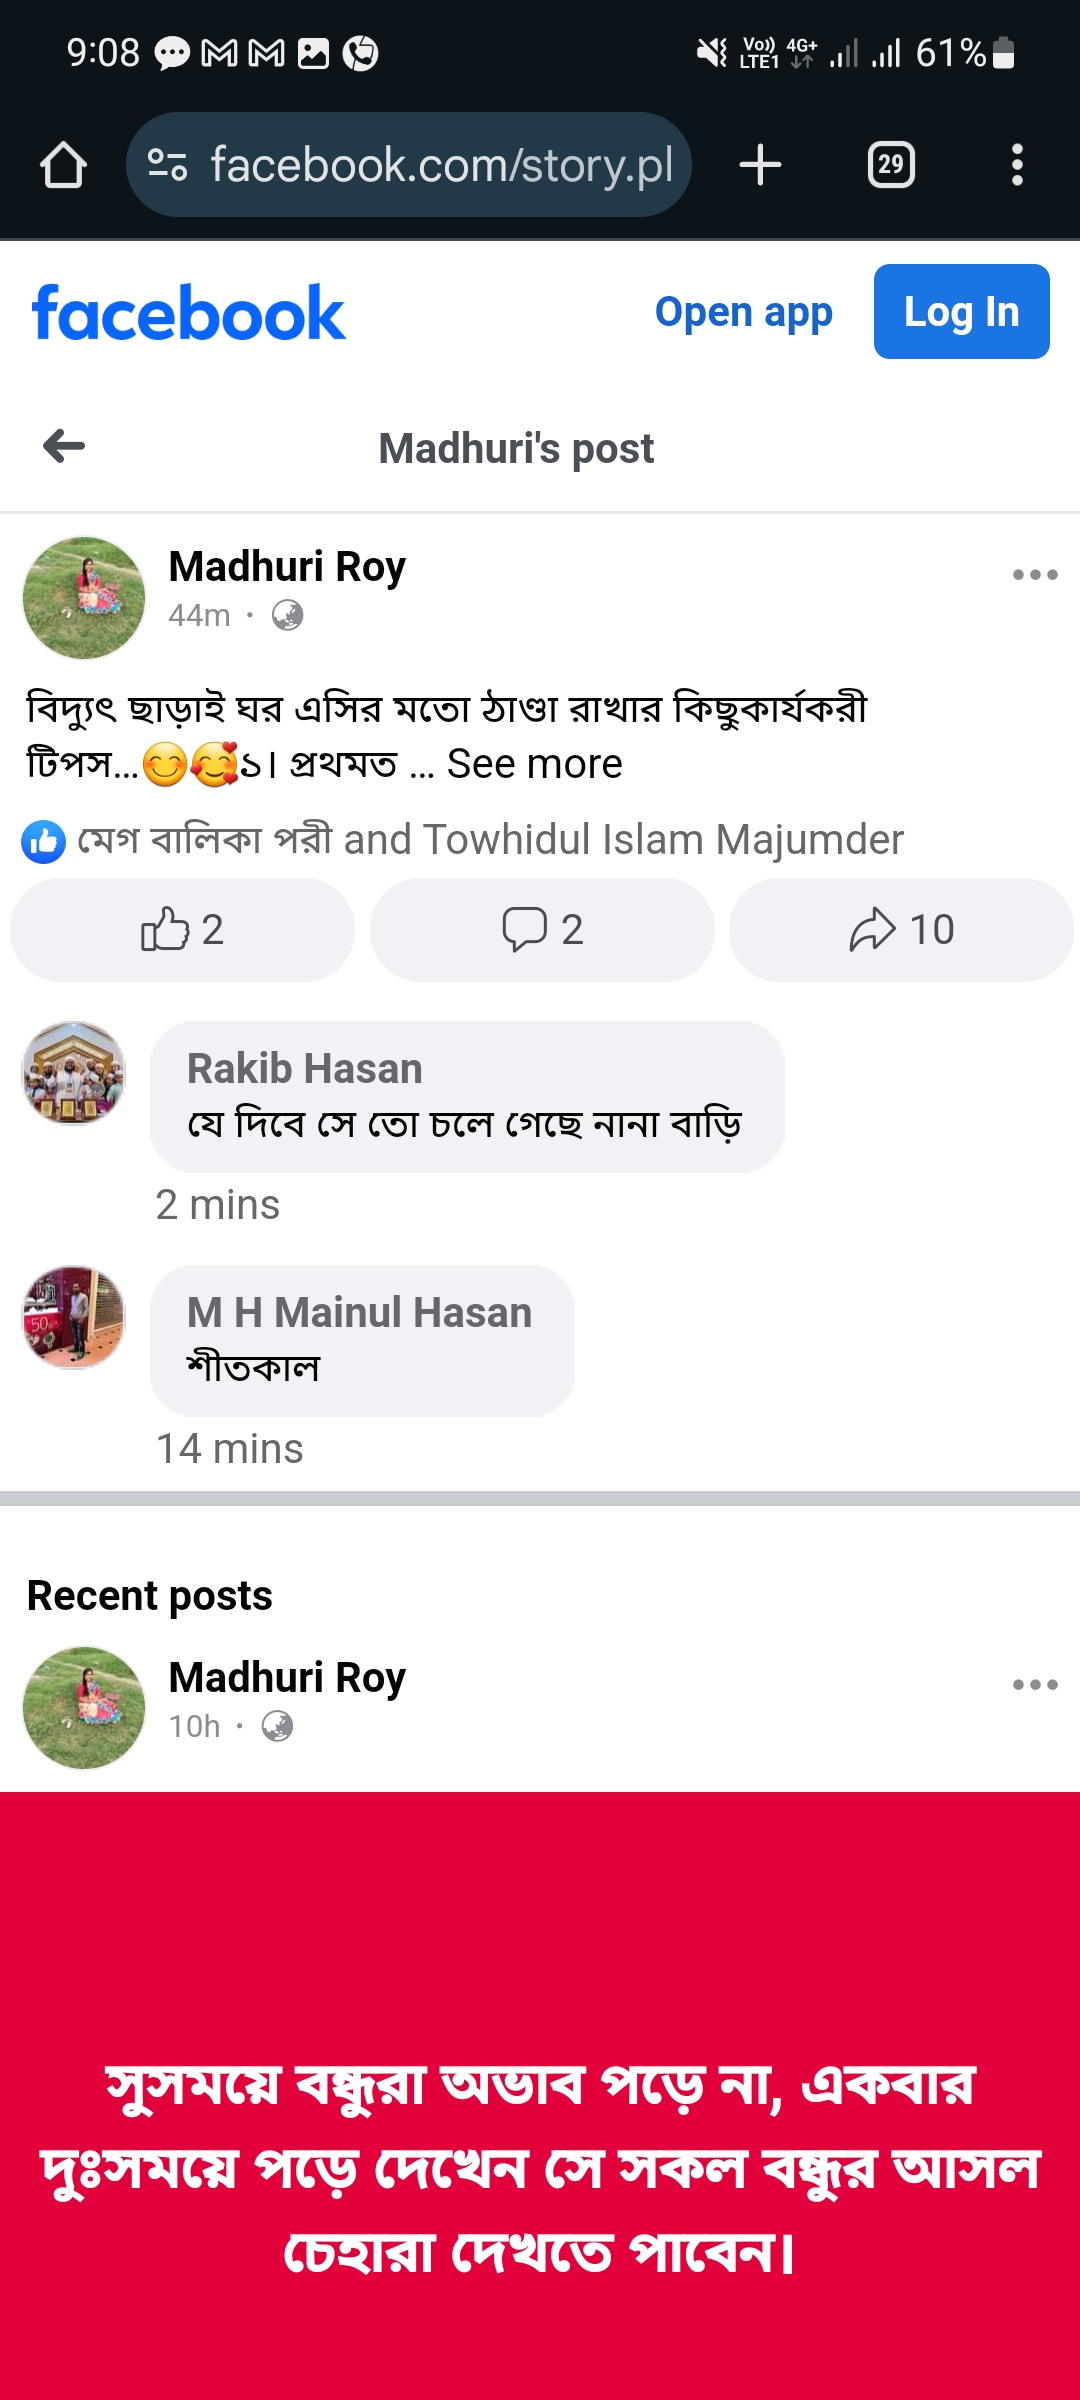 9:08
Vo)) LTE1 4G+ 61%
facebook.com/story.pl
29
facebook
Open app
Log In
Madhuri's post
Madhuri Roy
44m ·
বিদ্যুৎ ছাড়াই ঘর এসির মতো ঠাণ্ডা রাখার কিছুকার্যকরী
টিপস...😊🥰১। প্রথমত ... See more
মেগ বালিকা পরী and Towhidul Islam Majumder
2
2
10
Rakib Hasan
যে দিবে সে তো চলে গেছে নানা বাড়ি
2 mins
50
M H Mainul Hasan
শীতকাল
14 mins
Recent posts
Madhuri Roy
10h ·
সুসময়ে বন্ধুরা অভাব পড়ে না, একবার
দুঃসময়ে পড়ে দেখেন সে সকল বন্ধুর আসল
চেহারা দেখতে পাবেন।